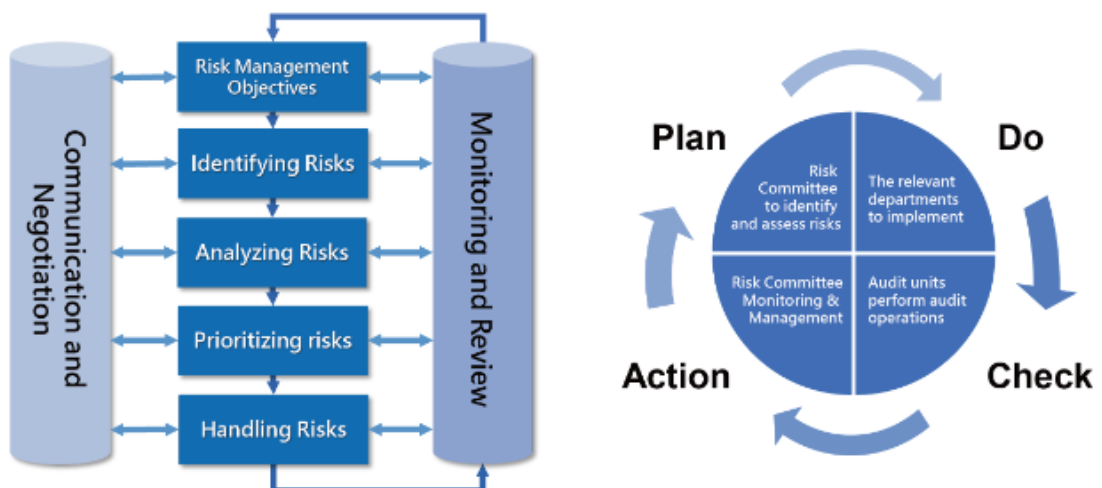 Communication and
Negotiation
Risk Management
Objectives
Identifying Risks
Analyzing Risks
Prioritizing risks
Handling Risks
Monitoring and Review
Plan
Do
Risk
Committee
to identify
and assess risks
The relevant
departments
to implement
Risk Committee
Monitoring &
Management
Audit units
perform audit
operations
Action
Check